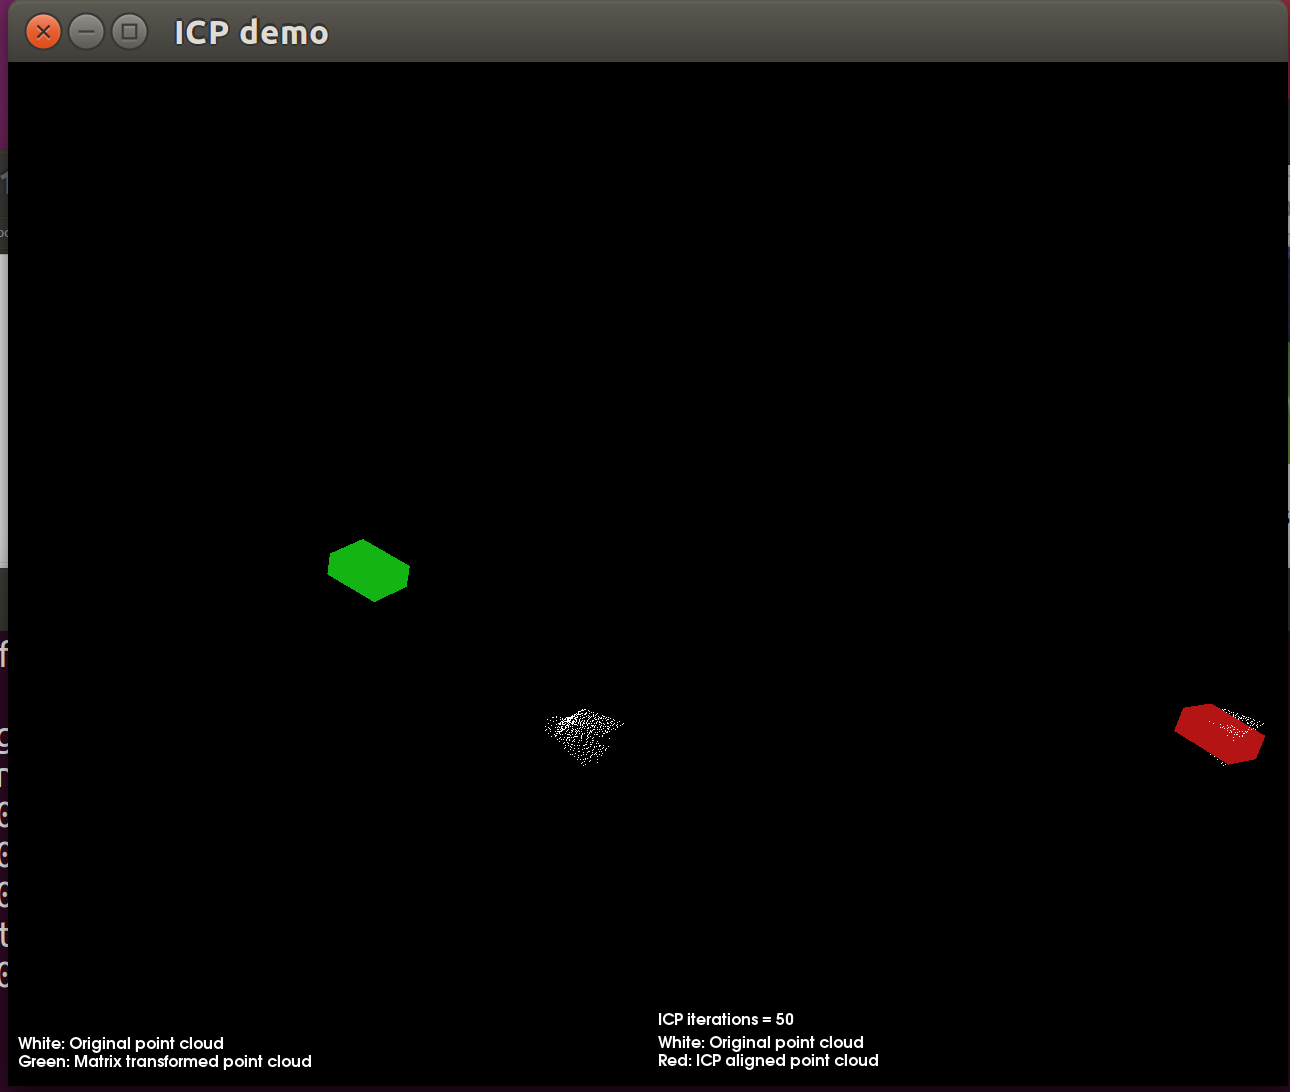 ICP demo
White: Original point cloud
Green: Matrix transformed point cloud
ICP iterations = 50
White: Original point cloud
Red: ICP aligned point cloud